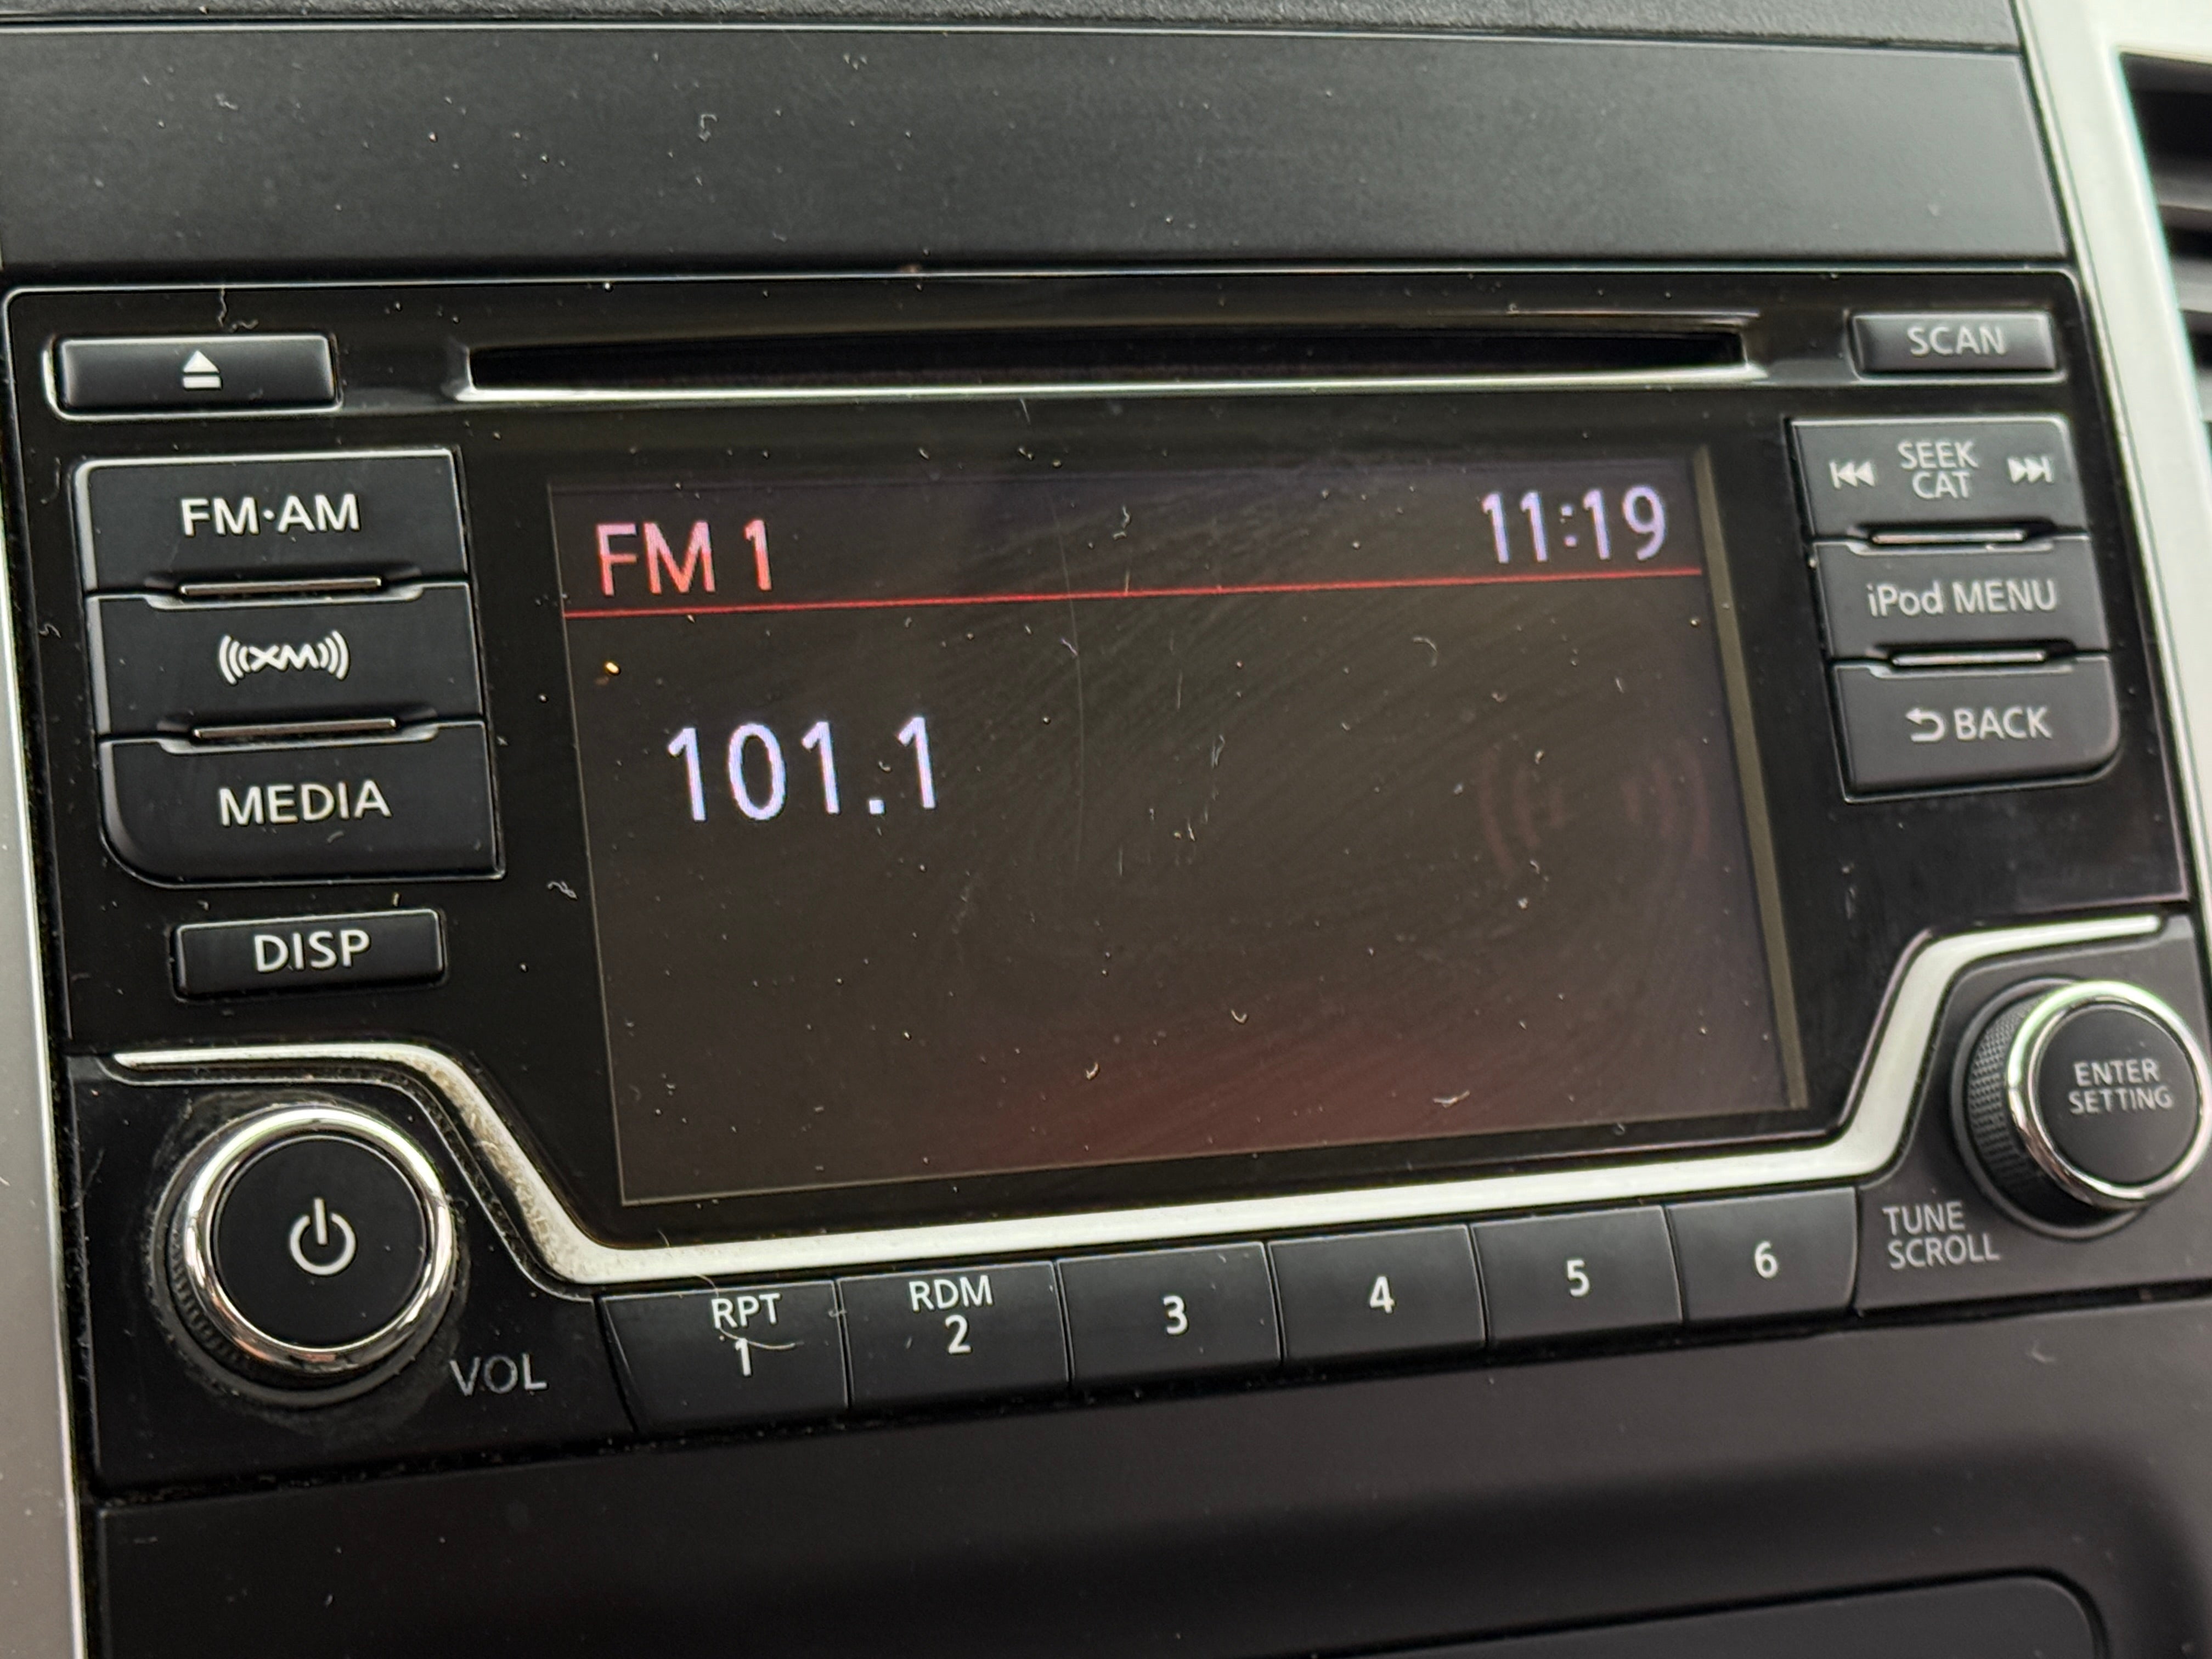 SCAN
FM·AM
SEEK
CAT
FM 1
11:19
XM
iPod MENU
101.1
BACK
MEDIA
DISP
ENTER
SETTING
TUNE
SCROLL
VOL
RPT
1
RDM
2
3
4
5
6